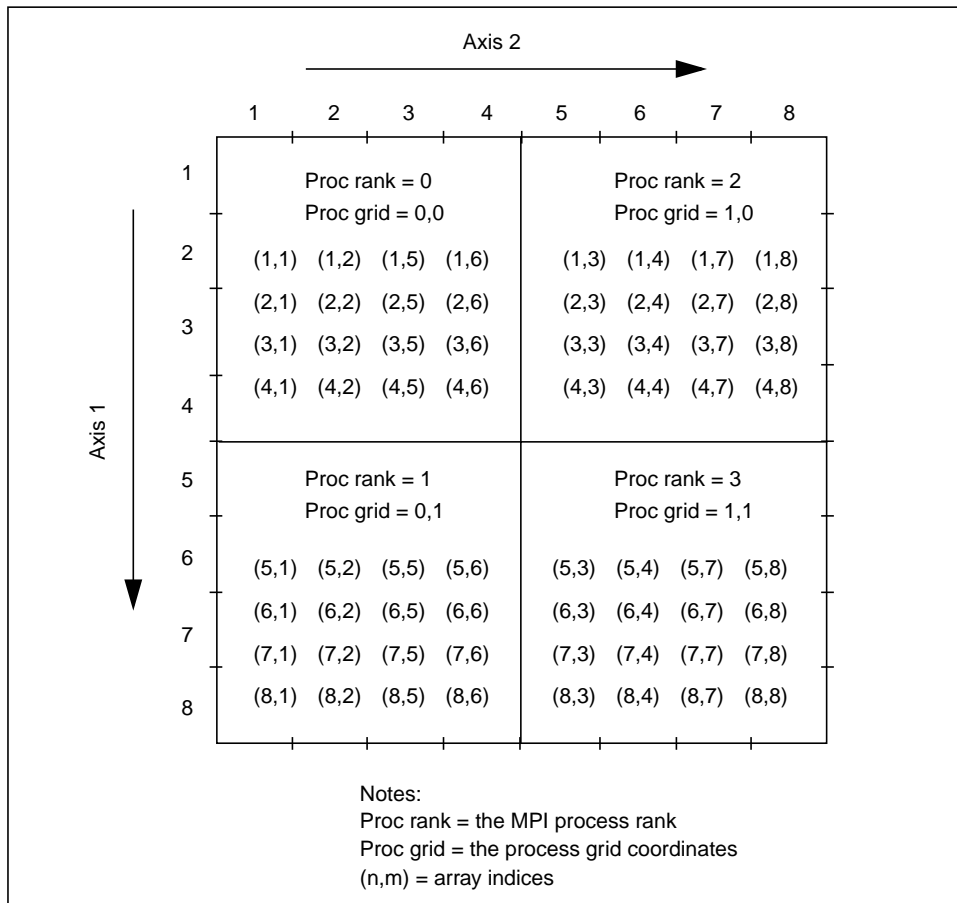 Axis 2
1 2 3 4 5 6 7 8
Axis 1
1
Proc rank = 0 Proc rank = 2
Proc grid = 0,0 Proc grid = 1,0
2
(1,1) (1,2) (1,5) (1,6) (1,3) (1,4) (1,7) (1,8)
(2,1) (2,2) (2,5) (2,6) (2,3) (2,4) (2,7) (2,8)
3
(3,1) (3,2) (3,5) (3,6) (3,3) (3,4) (3,7) (3,8)
(4,1) (4,2) (4,5) (4,6) (4,3) (4,4) (4,7) (4,8)
4
5
Proc rank = 1 Proc rank = 3
Proc grid = 0,1 Proc grid = 1,1
6
(5,1) (5,2) (5,5) (5,6) (5,3) (5,4) (5,7) (5,8)
(6,1) (6,2) (6,5) (6,6) (6,3) (6,4) (6,7) (6,8)
7
(7,1) (7,2) (7,5) (7,6) (7,3) (7,4) (7,7) (7,8)
(8,1) (8,2) (8,5) (8,6) (8,3) (8,4) (8,7) (8,8)
8
Notes:
Proc rank = the MPI process rank
Proc grid = the process grid coordinates
(n,m) = array indices